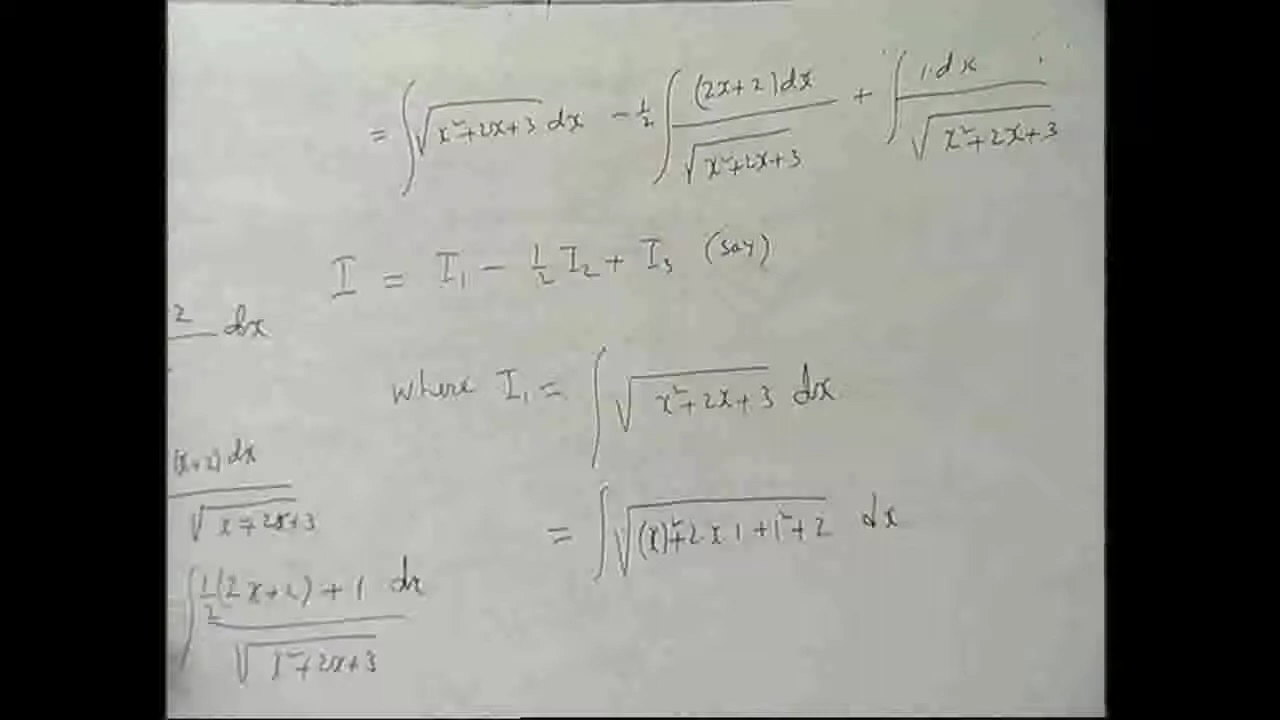 = ∫ √(x²+2x+3) dx - 1/2 ∫ (2x+2)dx / √(x²+2x+3) + ∫ 1.dx / √(x²+2x+3)
I = I₁ - 1/2 I₂ + I₃ (say)
2 dx
where I₁ = ∫ √(x²+2x+3) dx
(x+2) dx / √(x²+2x+3)
= ∫ √((x)²+2x1+1²+2) dx
∫ 1/2(2x+2)+1 dx / √(x²+2x+3)